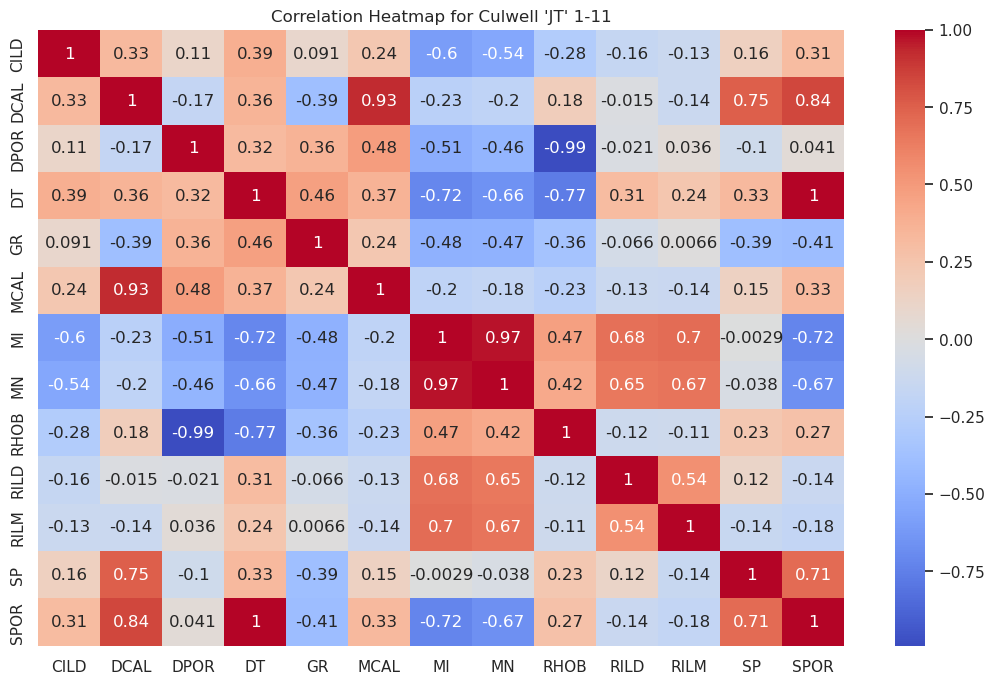 Correlation Heatmap for Culwell 'JT' 1-11
CILD 1 0.33 0.11 0.39 0.091 0.24 -0.6 -0.54 -0.28 -0.16 -0.13 0.16 0.31
DCAL 0.33 1 -0.17 0.36 -0.39 0.93 -0.23 -0.2 0.18 -0.015 -0.14 0.75 0.84
DPOR 0.11 -0.17 1 0.32 0.36 0.48 -0.51 -0.46 -0.99 -0.021 0.036 -0.1 0.041
DT 0.39 0.36 0.32 1 0.46 0.37 -0.72 -0.66 -0.77 0.31 0.24 0.33 1
GR 0.091 -0.39 0.36 0.46 1 0.24 -0.48 -0.47 -0.36 -0.066 0.0066 -0.39 -0.41
MCAL 0.24 0.93 0.48 0.37 0.24 1 -0.2 -0.18 -0.23 -0.13 -0.14 0.15 0.33
MI -0.6 -0.23 -0.51 -0.72 -0.48 -0.2 1 0.97 0.47 0.68 0.7 -0.0029 -0.72
MN -0.54 -0.2 -0.46 -0.66 -0.47 -0.18 0.97 1 0.42 0.65 0.67 -0.038 -0.67
RHOB -0.28 0.18 -0.99 -0.77 -0.36 -0.23 0.47 0.42 1 -0.12 -0.11 0.23 0.27
RILD -0.16 -0.015 -0.021 0.31 -0.066 -0.13 0.68 0.65 -0.12 1 0.54 0.12 -0.14
RILM -0.13 -0.14 0.036 0.24 0.0066 -0.14 0.7 0.67 -0.11 0.54 1 -0.14 -0.18
SP 0.16 0.75 -0.1 0.33 -0.39 0.15 -0.0029 -0.038 0.23 0.12 -0.14 1 0.71
SPOR 0.31 0.84 0.041 1 -0.41 0.33 -0.72 -0.67 0.27 -0.14 -0.18 0.71 1
CILD DCAL DPOR DT GR MCAL MI MN RHOB RILD RILM SP SPOR
1.00
0.75
0.50
0.25
0.00
−0.25
−0.50
−0.75